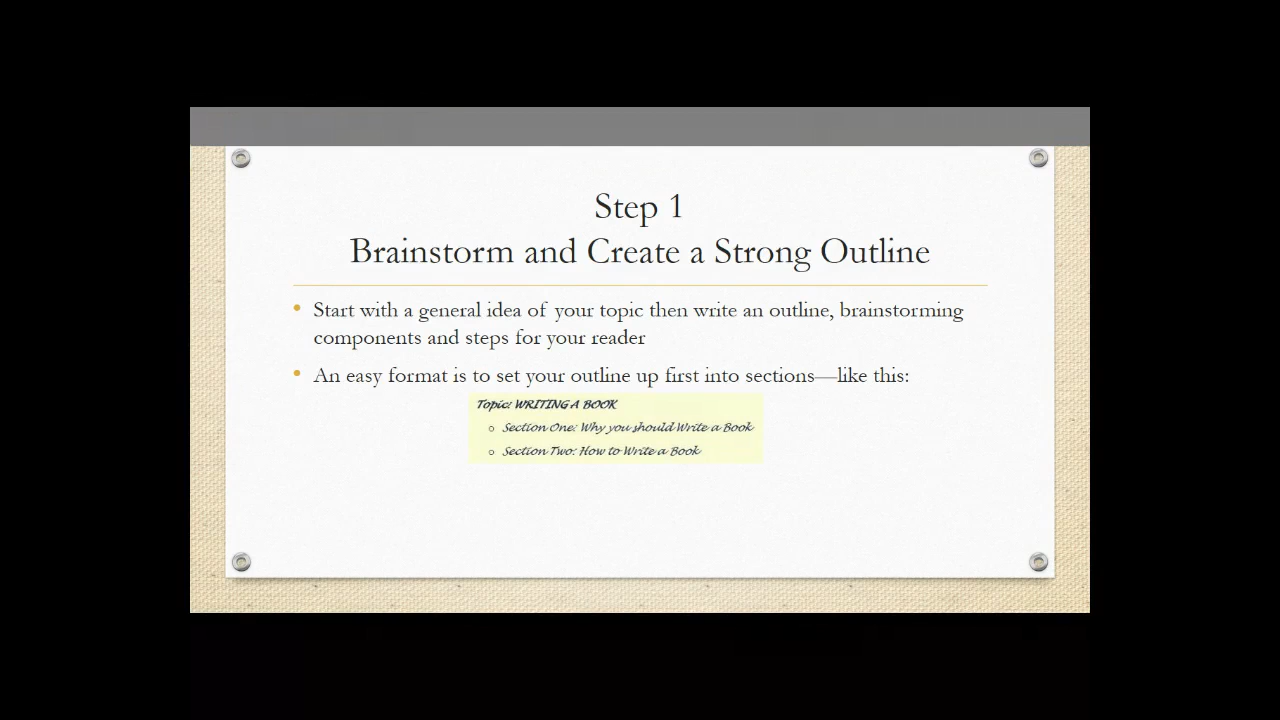 Step 1
Brainstorm and Create a Strong Outline
• Start with a general idea of your topic then write an outline, brainstorming
components and steps for your reader
• An easy format is to set your outline up first into sections—like this:
Topic: WRITING A BOOK
o Section One: Why you should Write a Book
o Section Two: How to Write a Book